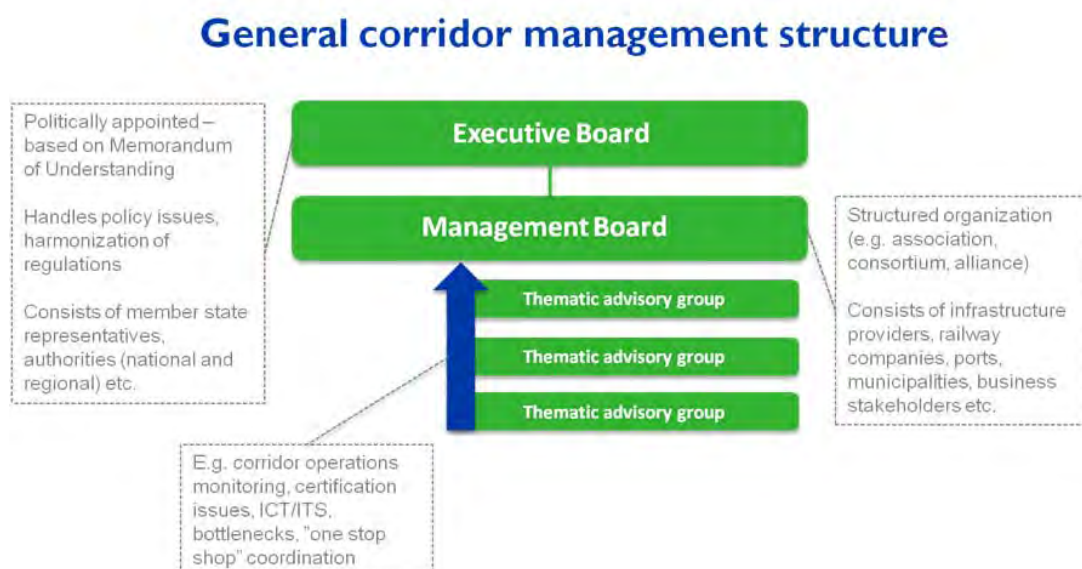 General corridor management structure
Politically appointed –
based on Memorandum
of Understanding
Handles policy issues,
harmonization of
regulations
Consists of member state
representatives,
authorities (national and
regional) etc.
Executive Board
Management Board
Thematic advisory group
Thematic advisory group
Thematic advisory group
Structured organization
(e.g. association,
consortium, alliance)
Consists of infrastructure
providers, railway
companies, ports,
municipalities, business
stakeholders etc.
E.g. corridor operations
monitoring, certification
issues, ICT/ITS,
bottlenecks, "one stop
shop" coordination